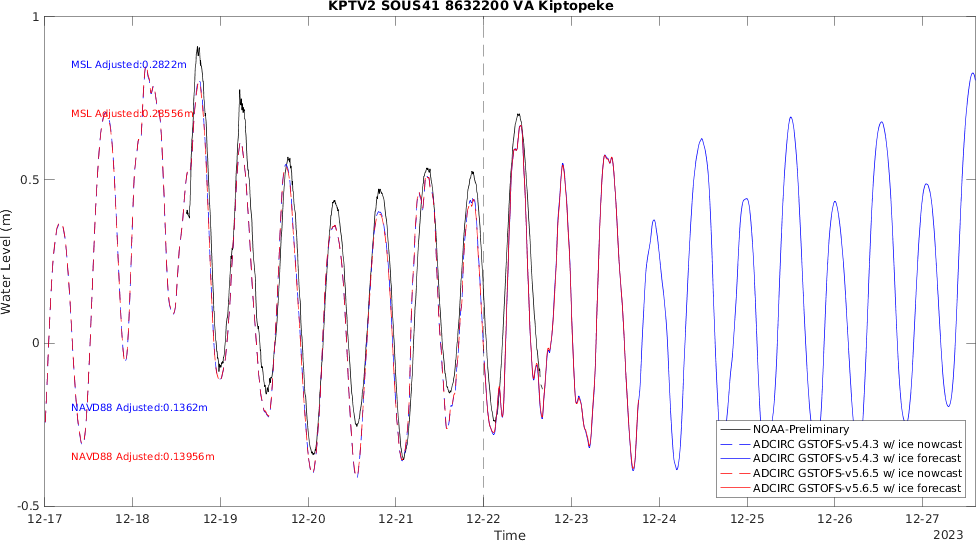 KPTV2 SOUS41 8632200 VA Kiptopeke
1
MSL Adjusted:0.2822m
MSL Adjusted:0.28556m
0.5
Water Level (m)
0
NAVD88 Adjusted:0.1362m
NAVD88 Adjusted:0.13956m
-0.5
NOAA-Preliminary
ADCIRC GSTOFS-v5.4.3 w/ ice nowcast
ADCIRC GSTOFS-v5.4.3 w/ ice forecast
ADCIRC GSTOFS-v5.6.5 w/ ice nowcast
ADCIRC GSTOFS-v5.6.5 w/ ice forecast
12-17 12-18 12-19 12-20 12-21 12-22 12-23 12-24 12-25 12-26 12-27
Time
2023